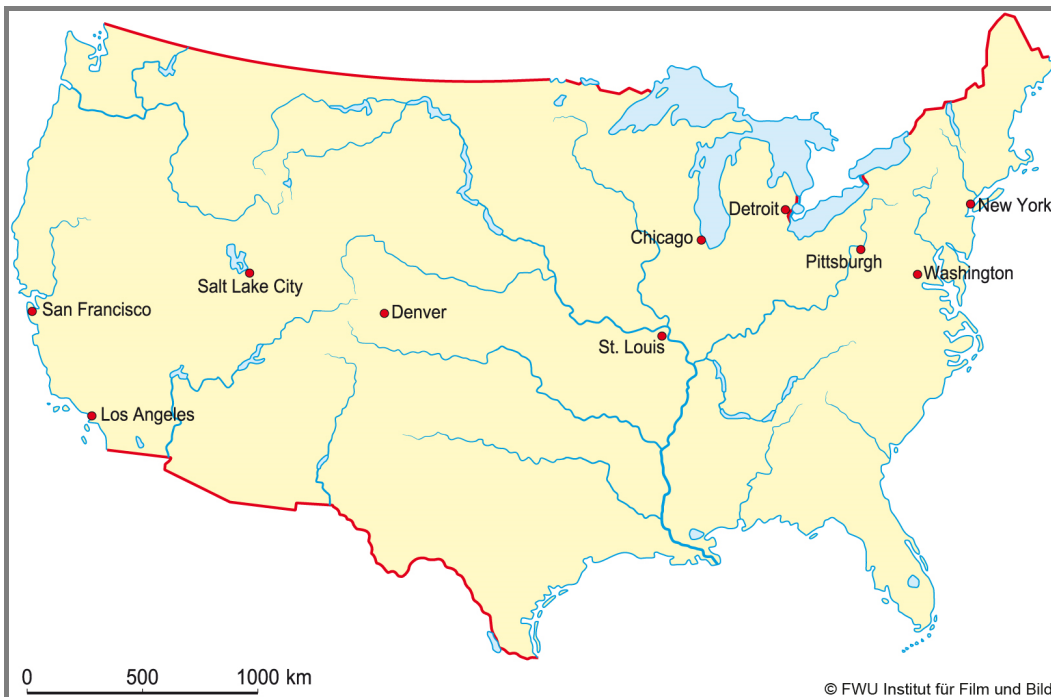 New York
Detroit
Chicago
Pittsburgh
Washington
Salt Lake City
San Francisco
Denver
St. Louis
Los Angeles
0 500 1000 km
© FWU Institut für Film und Bild